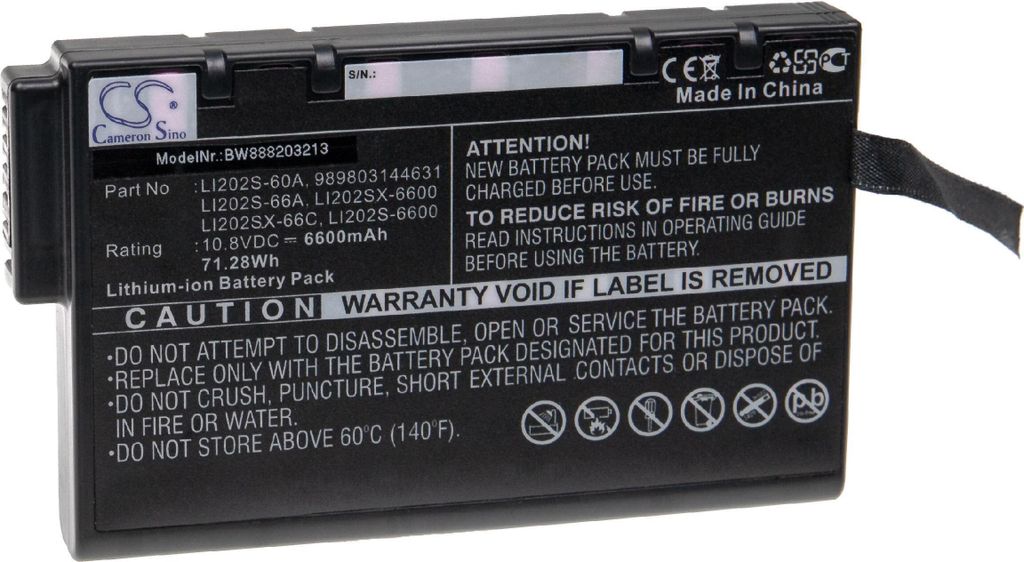 CS®
Cameron Sino
S/N.:
CE
PCT
Made In China
ModelNr.:BW888203213
Part No :LI202S-60A, 989803144631
LI202S-66A, LI202SX-6600
LI202SX-66C, LI202S-6600
Rating :10.8VDC⎓ 6600mAh
71.28Wh
Lithium-ion Battery Pack
ATTENTION:
NEW BATTERY PACK MUST BE FULLY
CHARGED BEFORE USE.
TO REDUCE RISK OF FIRE OR BURNS
READ INSTRUCTIONS IN OPERATING GUIDE
BEFORE USING THE BATTERY.
CAUTION WARRANTY VOID IF LABEL IS REMOVED
•DO NOT ATTEMPT TO DISASSEMBLE, OPEN OR SERVICE THE BATTERY PACK.
•REPLACE ONLY WITH THE BATTERY PACK DESIGNATED FOR THIS PRODUCT.
•DO NOT CRUSH, PUNCTURE, SHORT EXTERNAL CONTACTS OR DISPOSE OF
IN FIRE OR WATER.
•DO NOT STORE ABOVE 60°C (140°F).
Pb